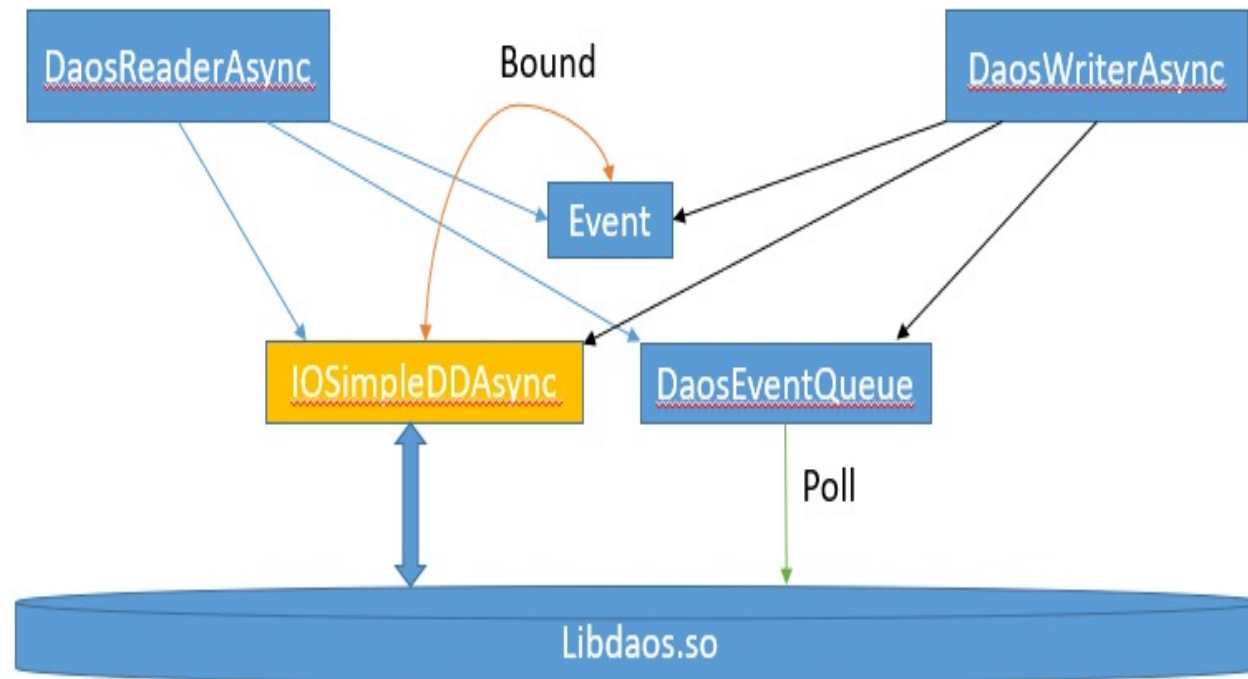 DaosReaderAsync
Bound
DaosWriterAsync
Event
IOSimpleDDAsync
DaosEventQueue
Poll
Libdaos.so